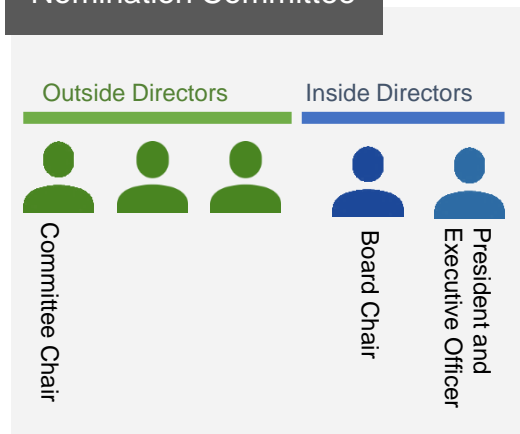 Nomination Committee
Outside Directors
Inside Directors
Committee Chair
Board Chair
President and
Executive Officer